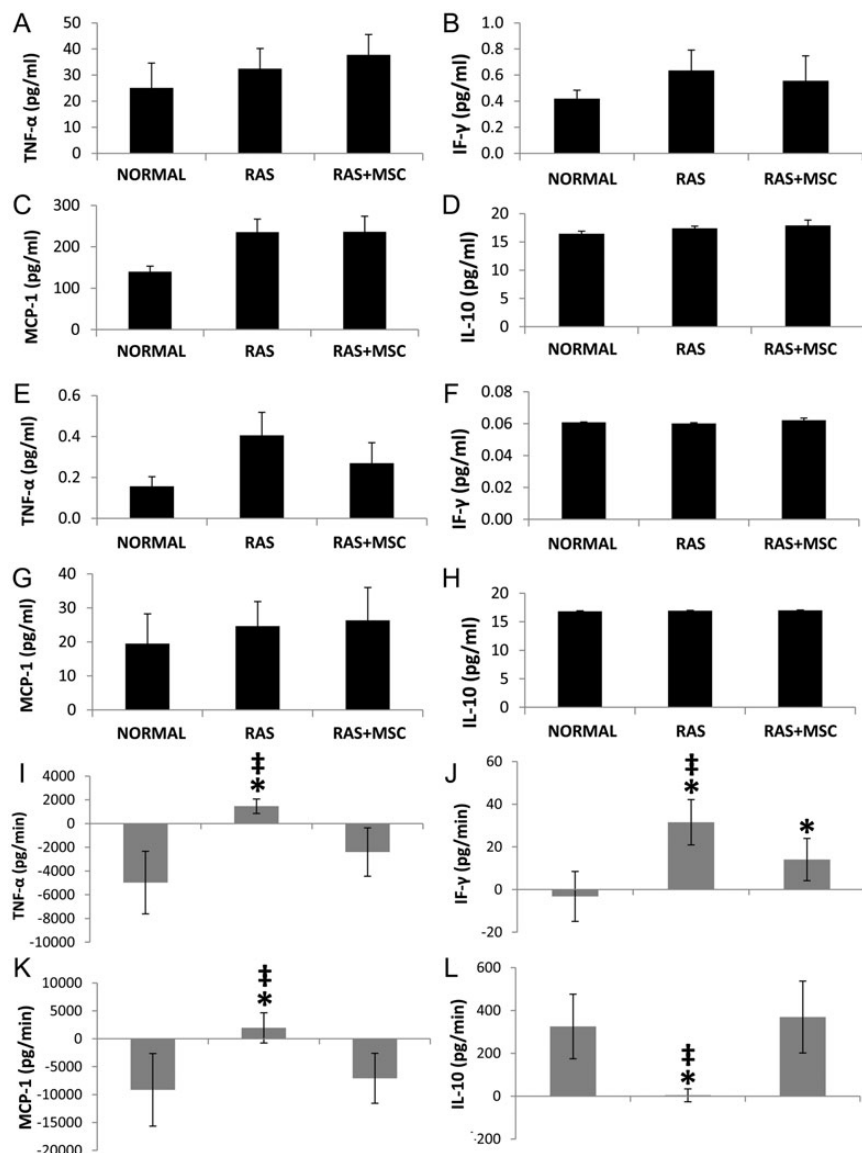 A
TNF-α (pg/ml)
50
40
30
20
10
0
NORMAL RAS RAS+MSC
B
IF-γ (pg/ml)
1.0
0.8
0.6
0.4
0.2
0.0
NORMAL RAS RAS+MSC
C
MCP-1 (pg/ml)
300
200
100
0
NORMAL RAS RAS+MSC
D
IL-10 (pg/ml)
20
15
10
5
0
NORMAL RAS RAS+MSC
E
TNF-α (pg/ml)
0.6
0.4
0.2
0.0
NORMAL RAS RAS+MSC
F
IF-γ (pg/ml)
0.08
0.06
0.04
0.02
0.00
NORMAL RAS RAS+MSC
G
MCP-1 (pg/ml)
40
30
20
10
0
NORMAL RAS RAS+MSC
H
IL-10 (pg/ml)
20
15
10
5
0
NORMAL RAS RAS+MSC
I
TNF-α (pg/min)
4000
2000
0
-2000
-4000
-6000
-8000
-10000
‡
*
J
IF-γ (pg/min)
60
40
20
0
-20
‡
*
*
K
MCP-1 (pg/min)
10000
5000
0
-5000
-10000
-15000
-20000
‡
*
L
IL-10 (pg/min)
600
400
200
0
-200
‡
*